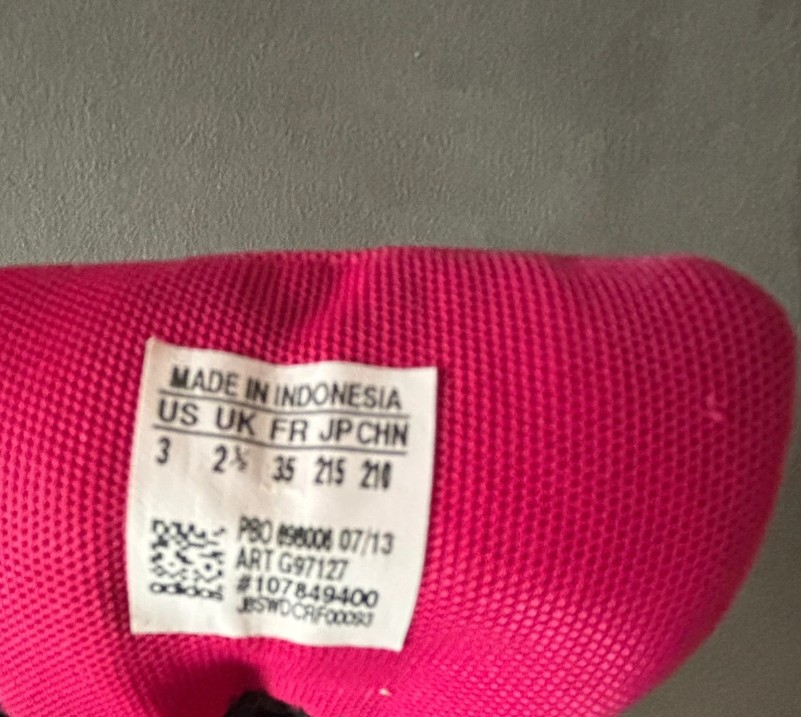 MADE IN INDONESIA
US UK FR JP CHN
3 2½ 35 215 210
PBO 07/13
ART G97127
#107849400
adidas